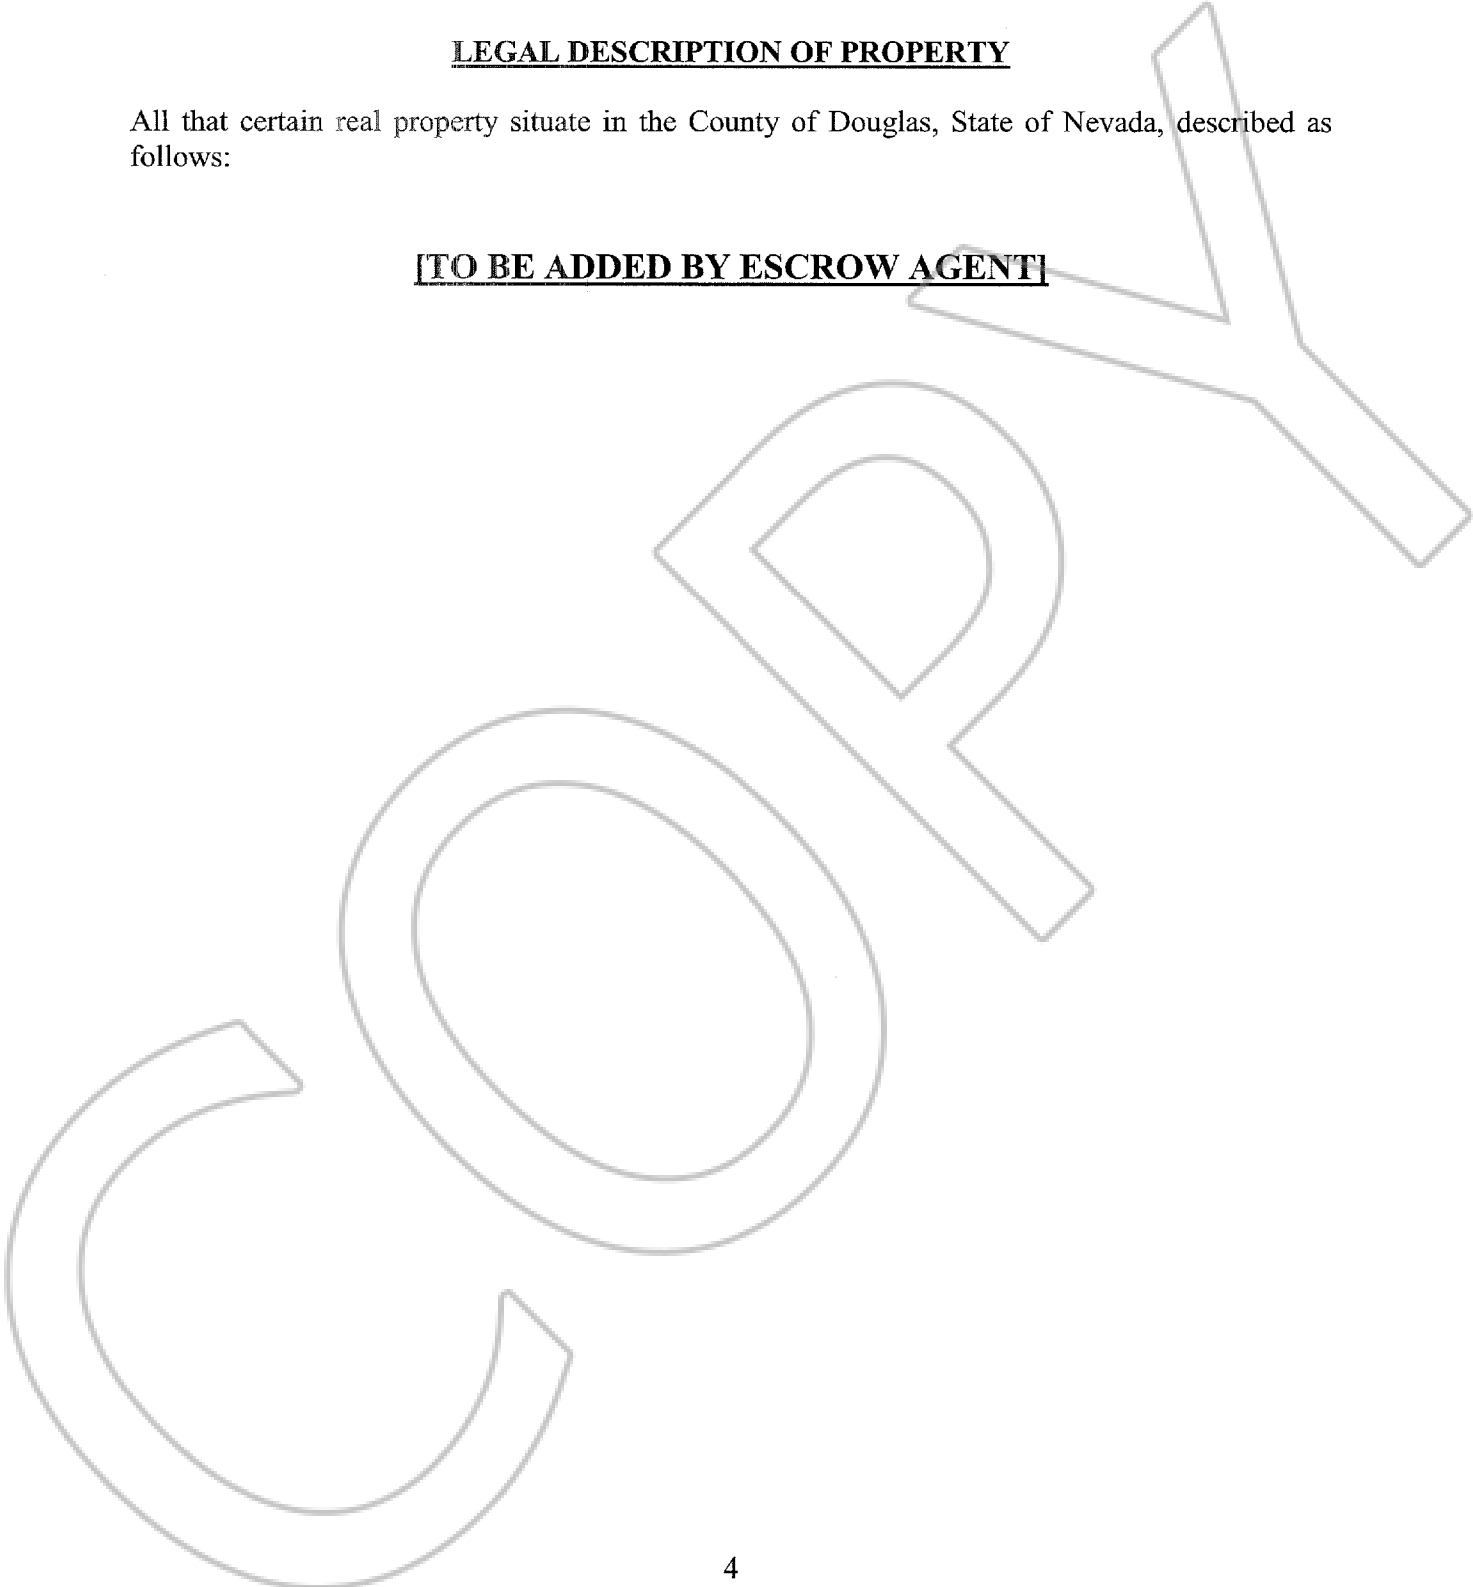 LEGAL DESCRIPTION OF PROPERTY
All that certain real property situate in the County of Douglas, State of Nevada, described as
follows:
[TO BE ADDED BY ESCROW AGENT]
COPY
4